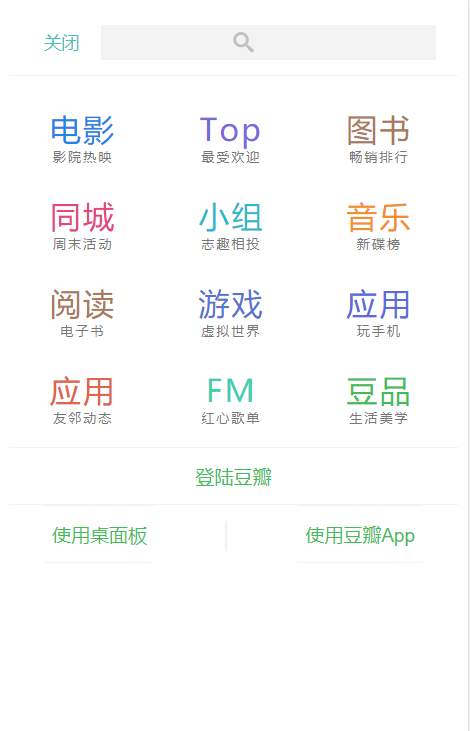 关闭
电影 Top 图书
影院热映 最受欢迎 畅销排行
同城 小组 音乐
周末活动 志趣相投 新碟榜
阅读 游戏 应用
电子书 虚拟世界 玩手机
应用 FM 豆品
友邻动态 红心歌单 生活美学
登陆豆瓣
使用桌面板 使用豆瓣App